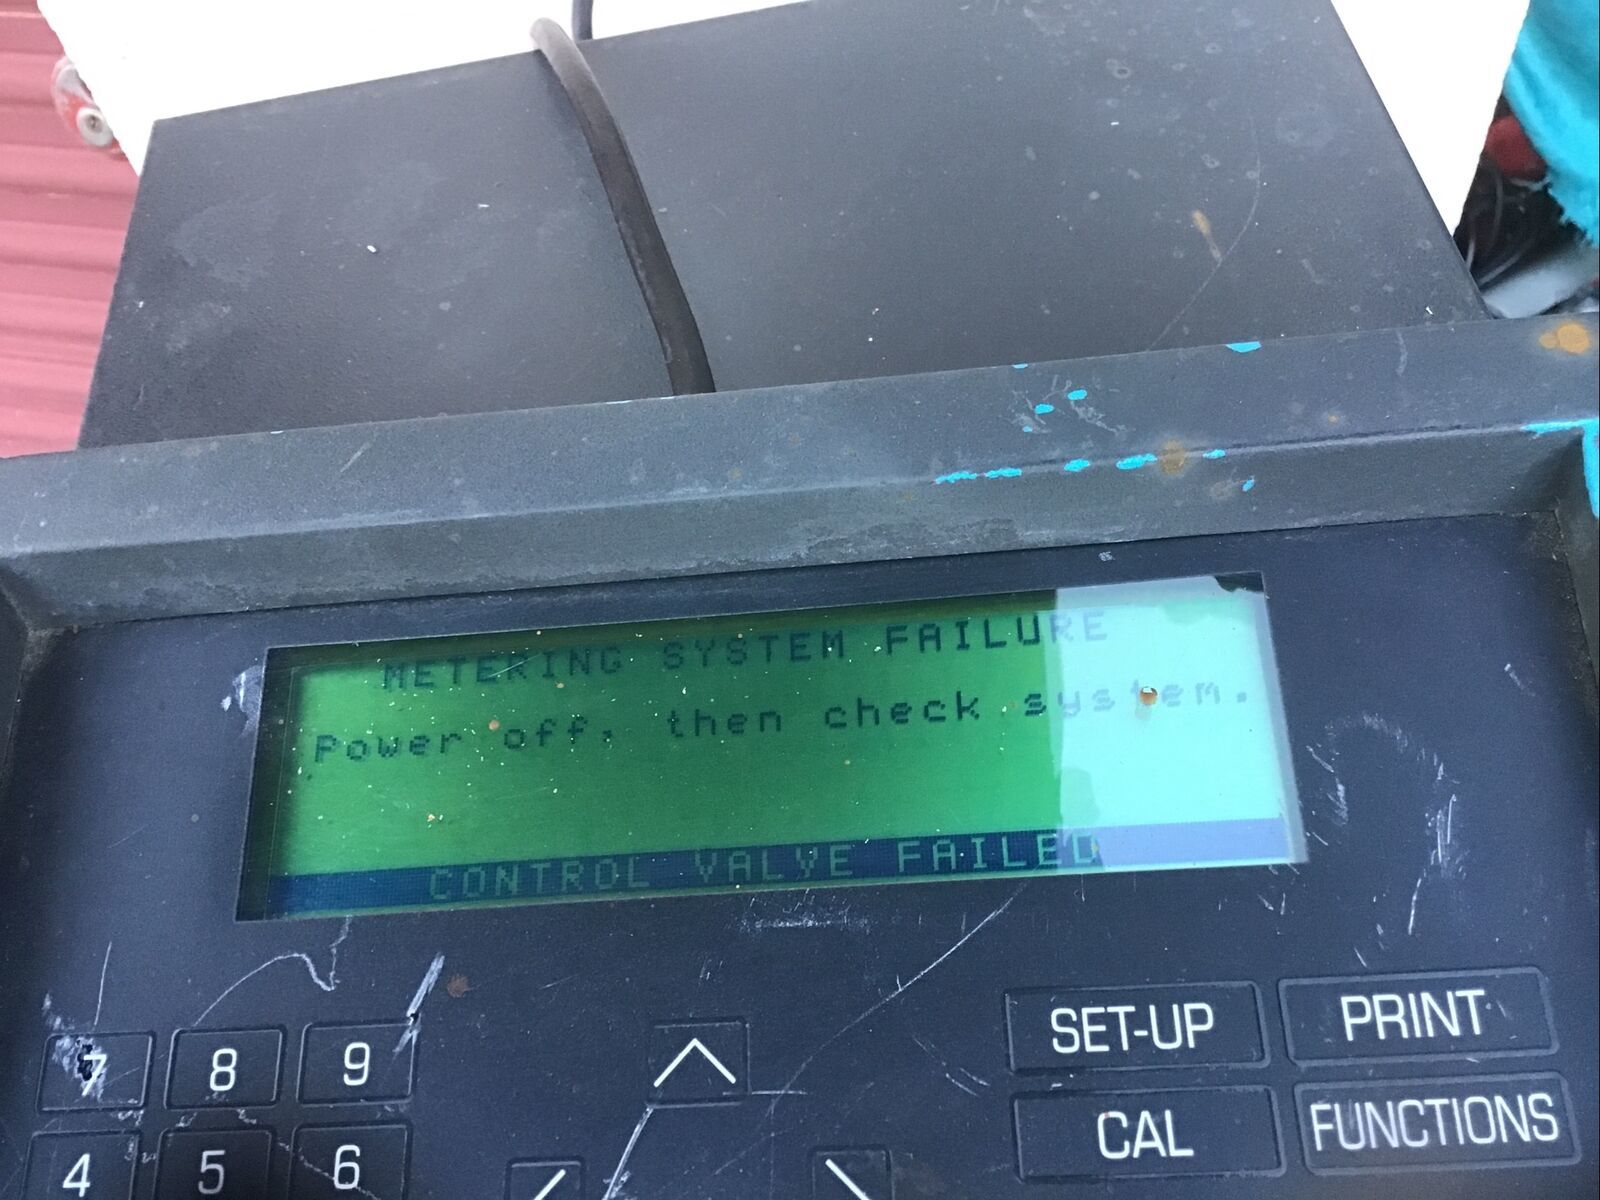 METERING SYSTEM FAILURE
Power off, then check system.
CONTROL VALVE FAILED
7 8 9
SET-UP PRINT
4 5 6
CAL FUNCTIONS